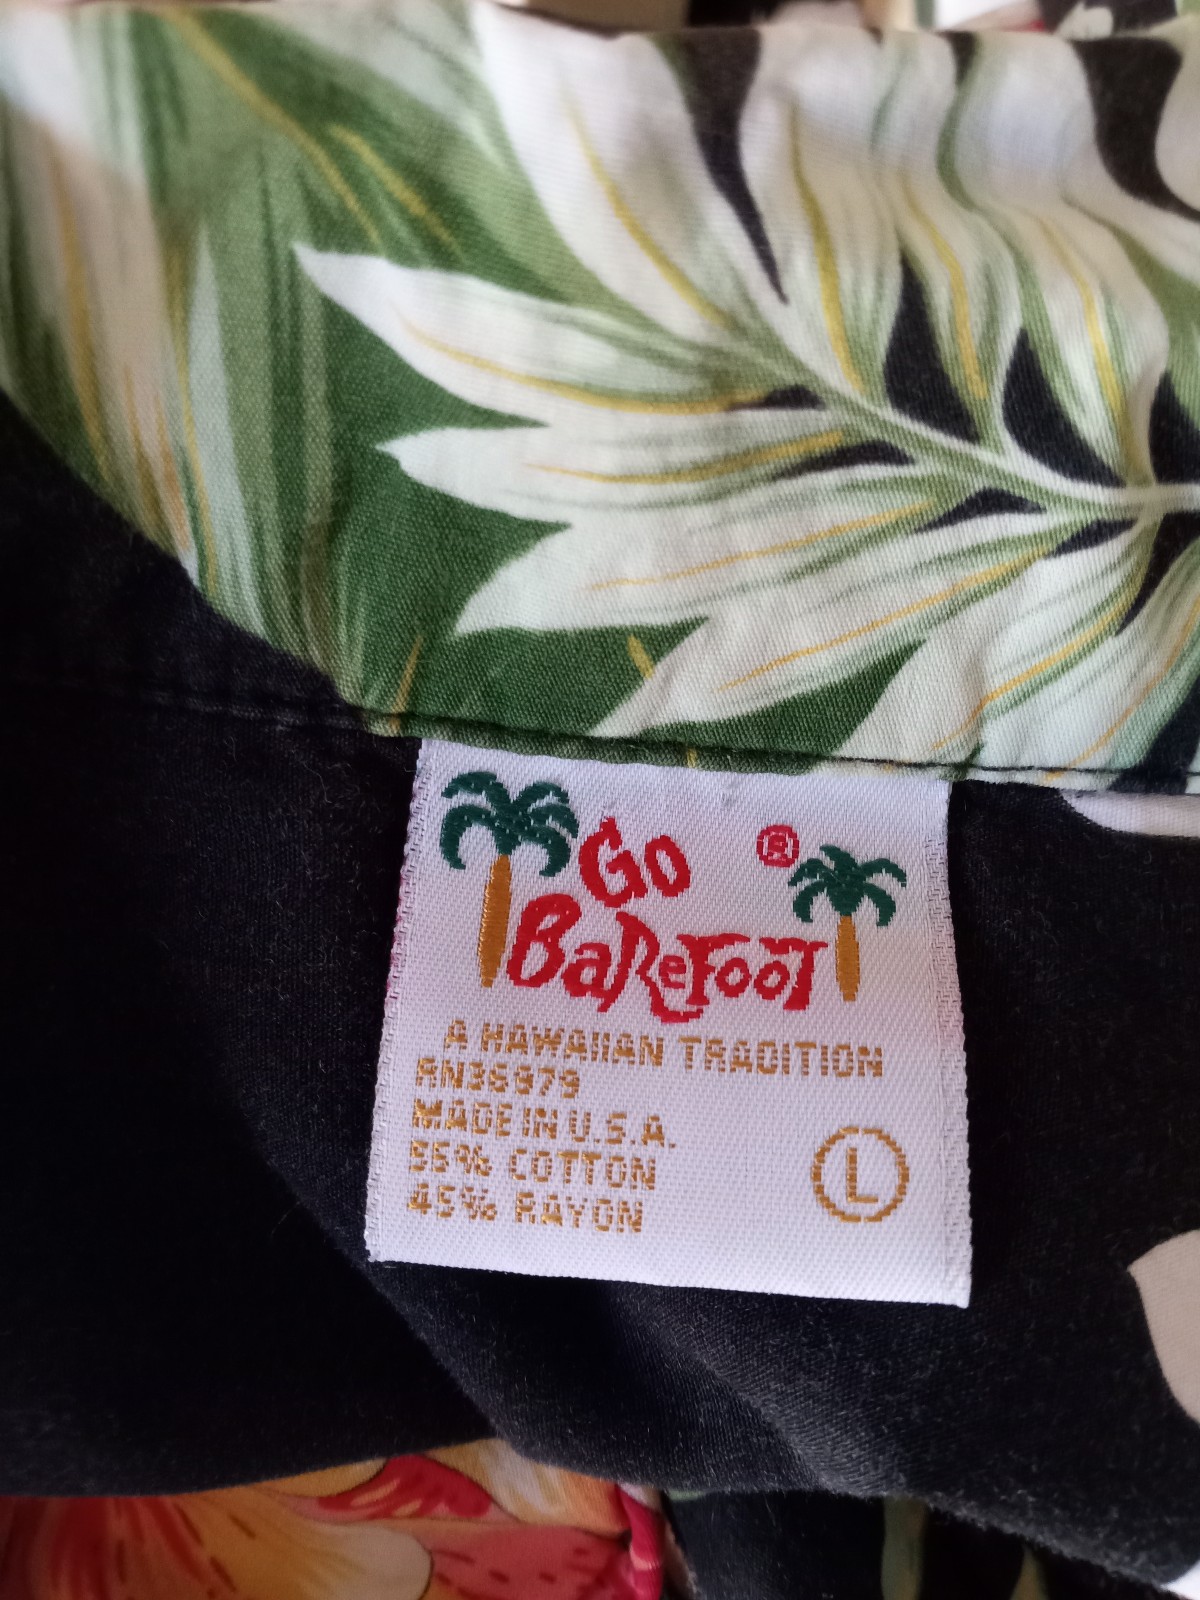 Go
®
BaReFooT
A HAWAIIAN TRADITION
RN36979
MADE IN U.S.A.
55% COTTON
45% RAYON
L